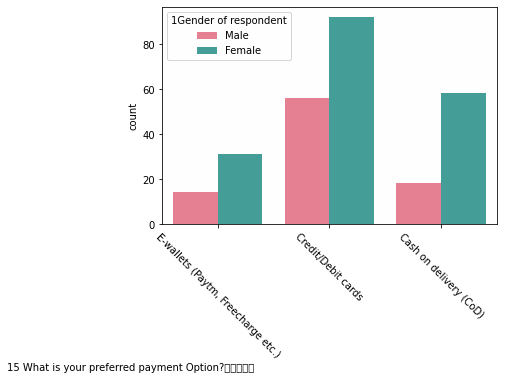 1Gender of respondent
Male
Female
count
80
60
40
20
0
E-wallets (Paytm, Freecharge etc.)
Credit/Debit cards
Cash on delivery (CoD)
15 What is your preferred payment Option?